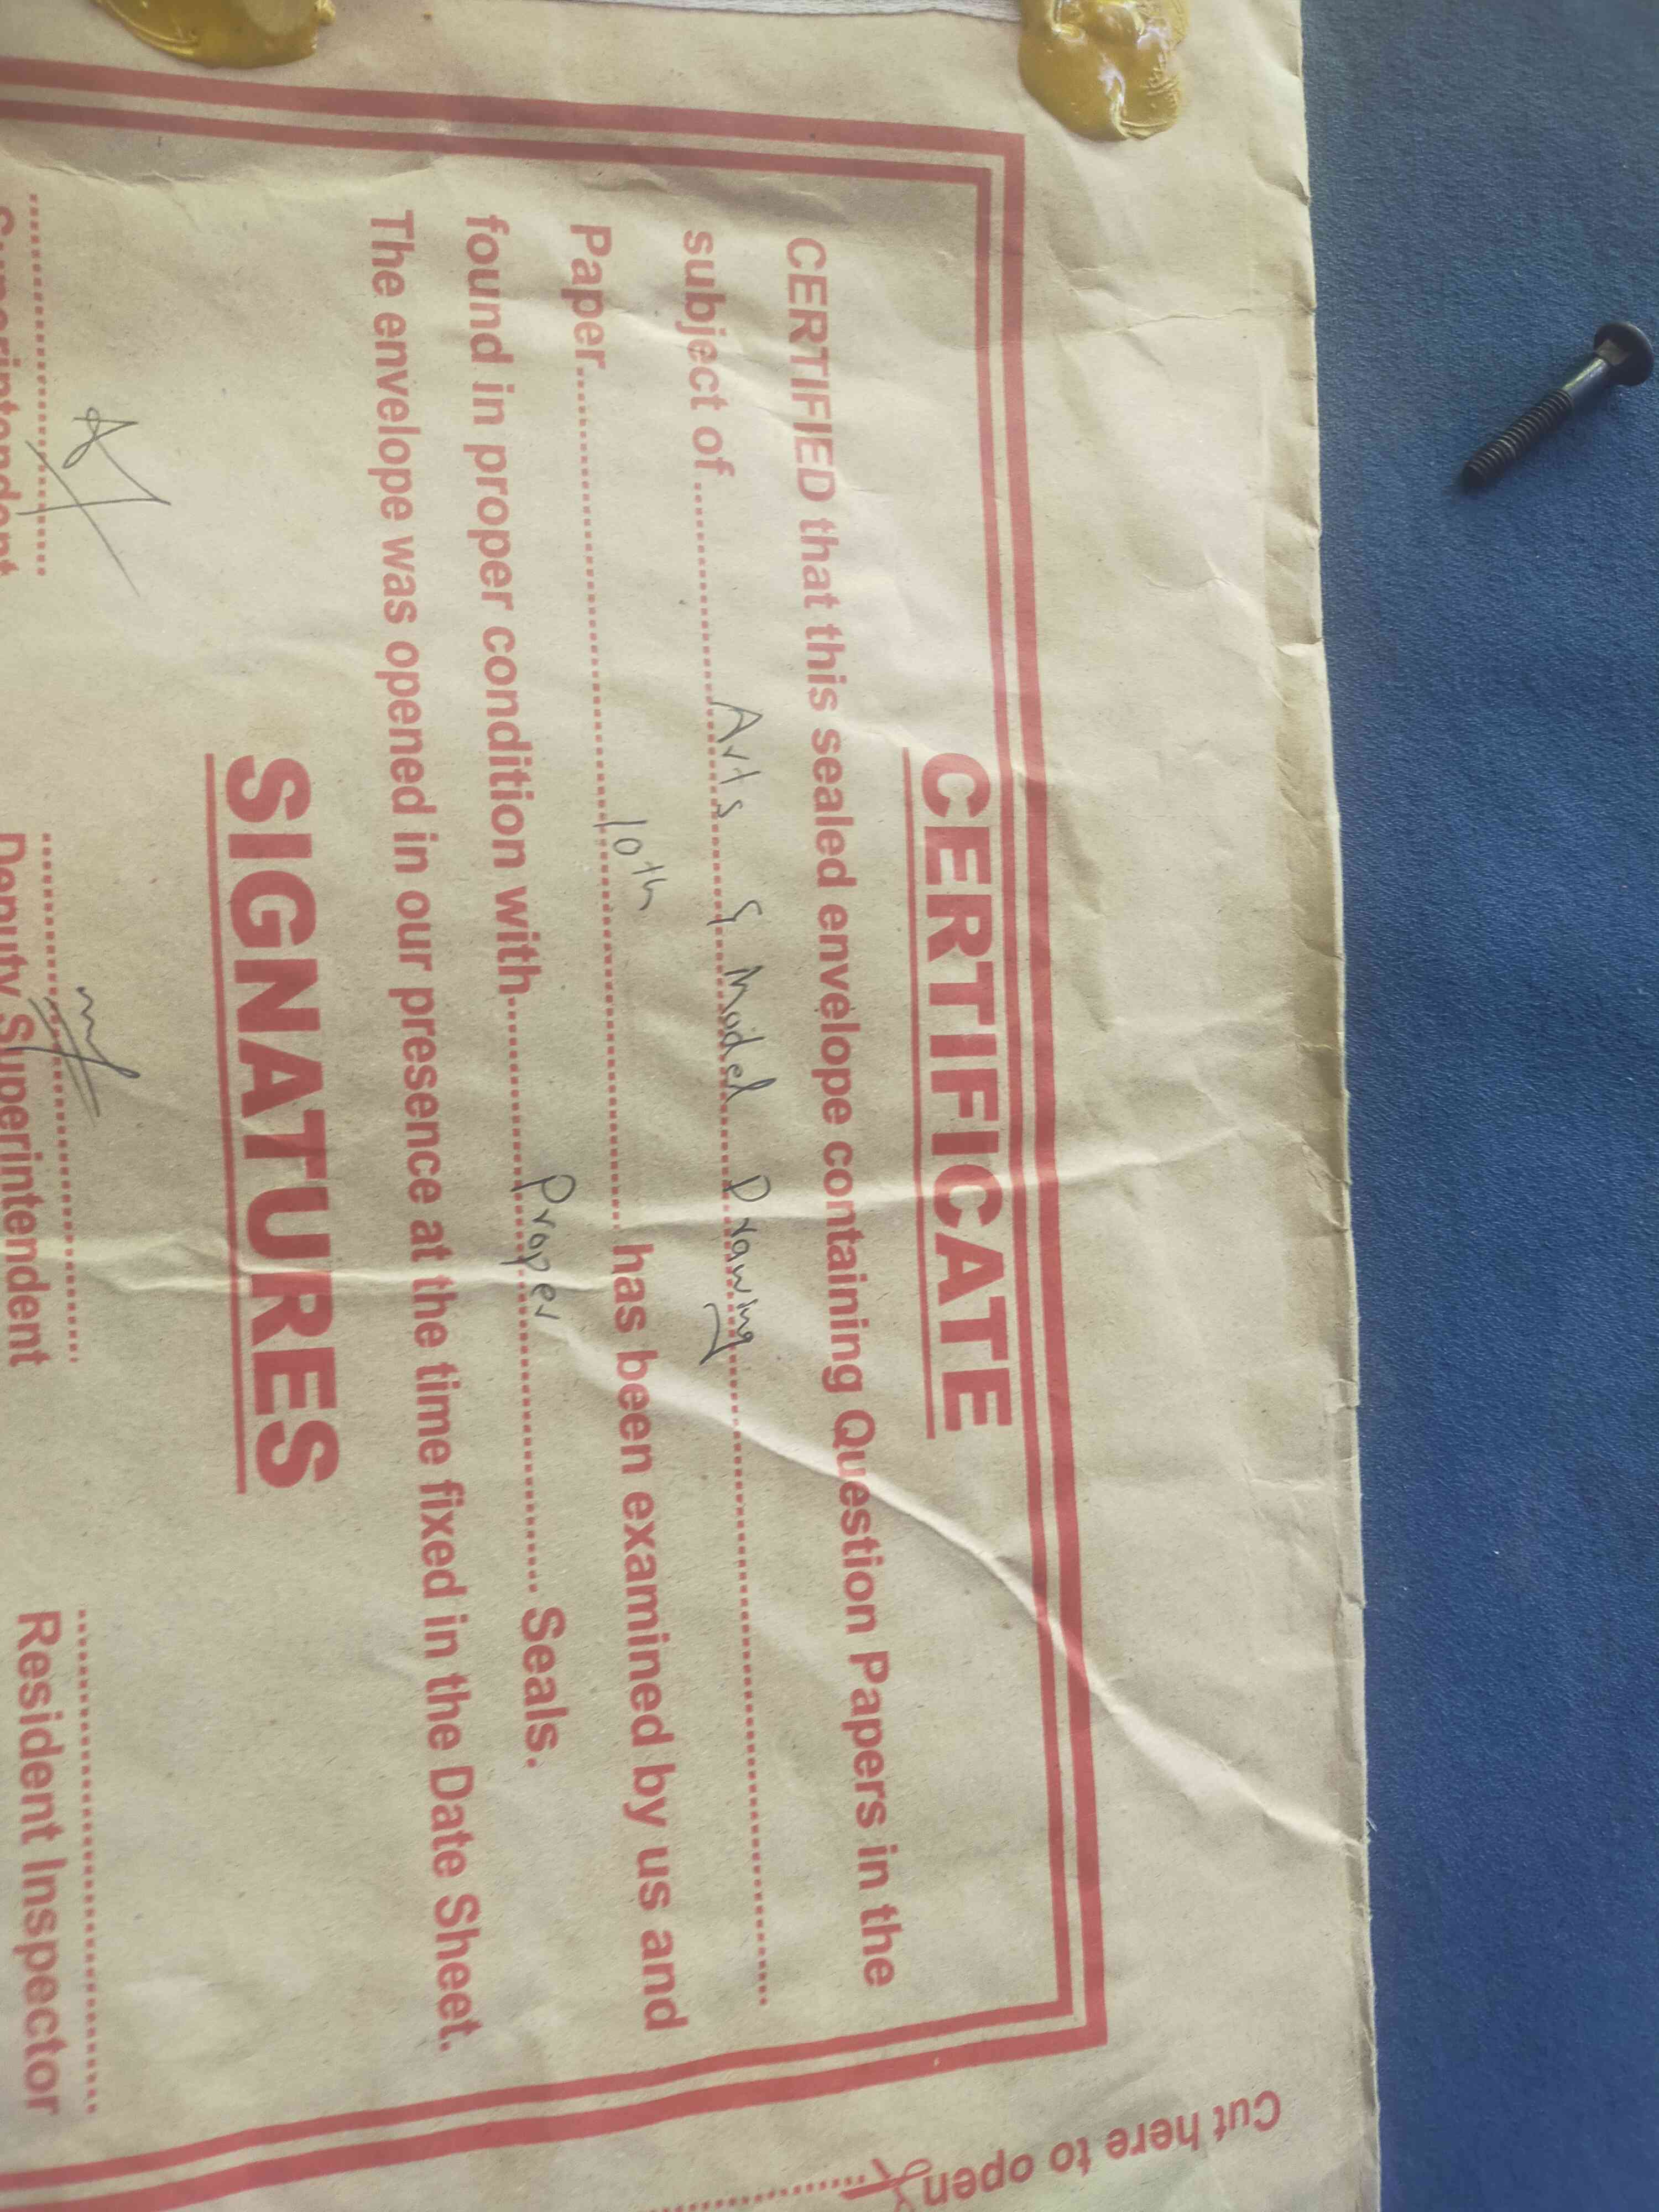 CERTIFICATE
CERTIFIED that this sealed envelope containing Question Papers in the
subject of Arts & Model Drawing
Paper 10th has been examined by us and
found in proper condition with Proper Seals.
The envelope was opened in our presence at the time fixed in the Date Sheet.
SIGNATURES
Superintendent Deputy Superintendent Resident Inspector
Cut here to open